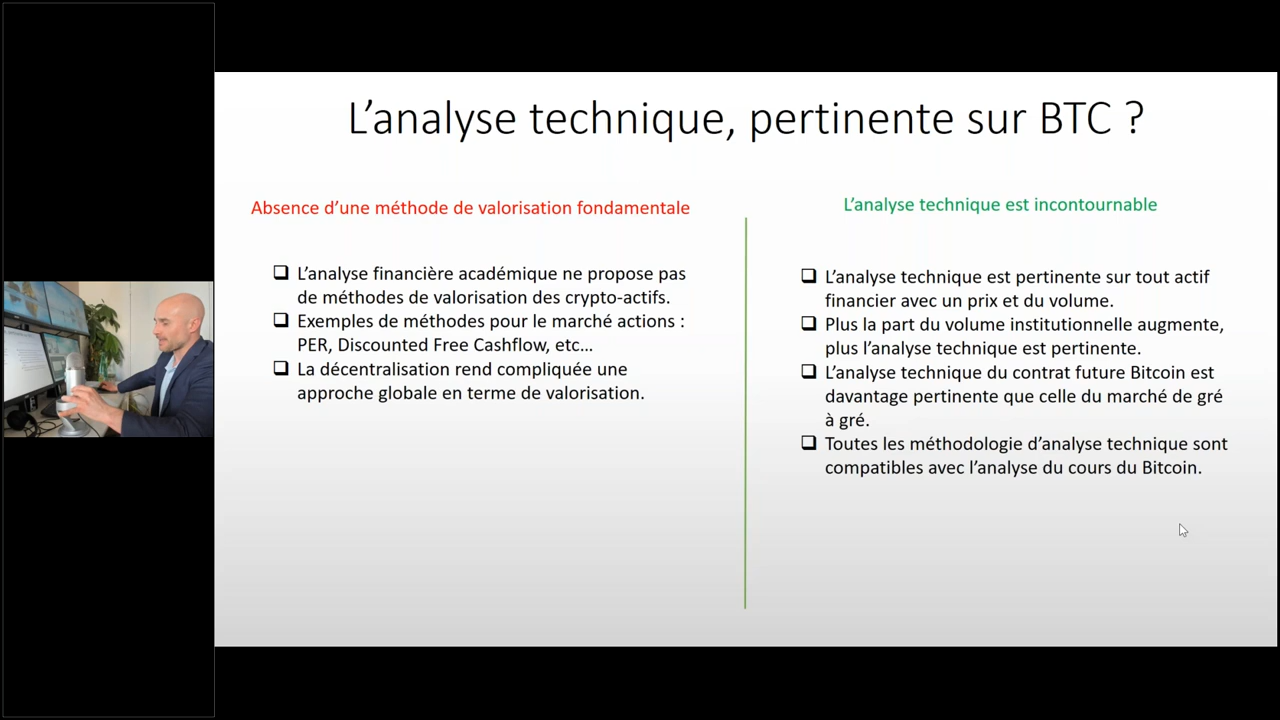 L’analyse technique, pertinente sur BTC ?
Absence d’une méthode de valorisation fondamentale
L’analyse financière académique ne propose pas
de méthodes de valorisation des crypto-actifs.
Exemples de méthodes pour le marché actions :
PER, Discounted Free Cashflow, etc…
La décentralisation rend compliquée une
approche globale en terme de valorisation.
L’analyse technique est incontournable
L’analyse technique est pertinente sur tout actif
financier avec un prix et du volume.
Plus la part du volume institutionnelle augmente,
plus l’analyse technique est pertinente.
L’analyse technique du contrat future Bitcoin est
davantage pertinente que celle du marché de gré
à gré.
Toutes les méthodologie d’analyse technique sont
compatibles avec l’analyse du cours du Bitcoin.